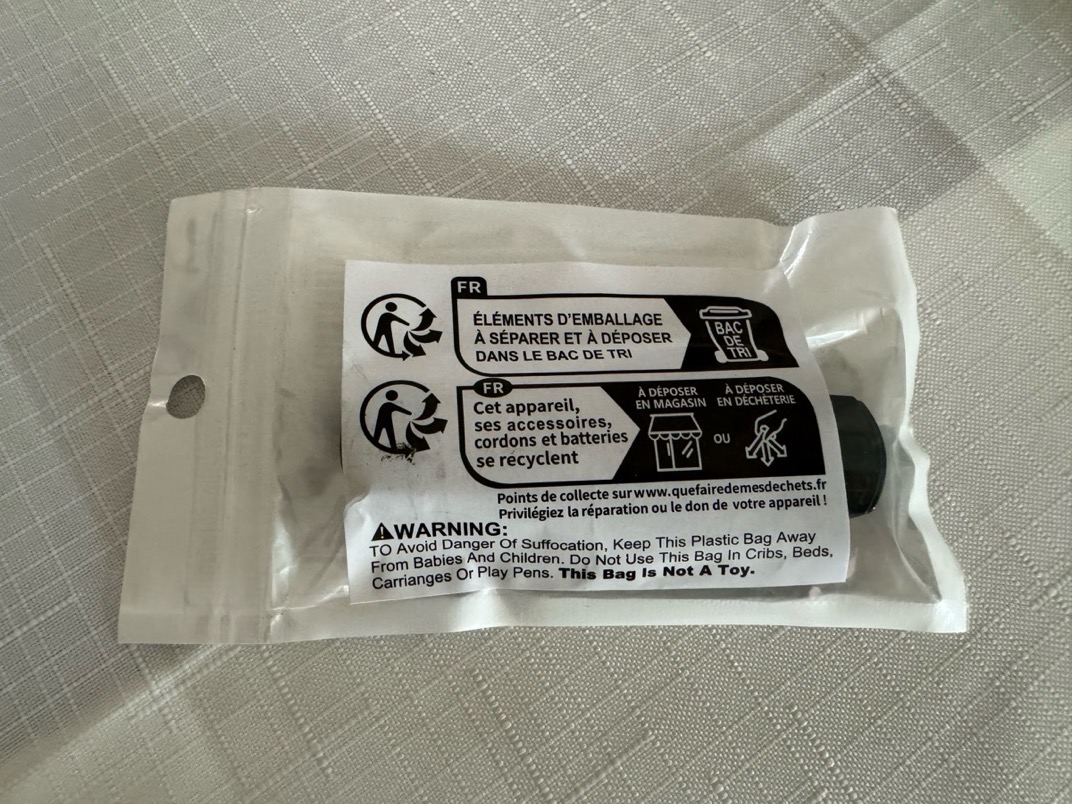 FR
ÉLÉMENTS D'EMBALLAGE
À SÉPARER ET À DÉPOSER
DANS LE BAC DE TRI
BAC
DE
TRI
FR
Cet appareil,
ses accessoires,
cordons et batteries
se recyclent
À DÉPOSER
EN MAGASIN
OU
À DÉPOSER
EN DÉCHÈTERIE
Points de collecte sur www.quefairedemesdechets.fr
Privilégiez la réparation ou le don de votre appareil !
WARNING:
TO Avoid Danger Of Suffocation, Keep This Plastic Bag Away
From Babies And Children. Do Not Use This Bag In Cribs, Beds,
Carrianges Or Play Pens. This Bag Is Not A Toy.